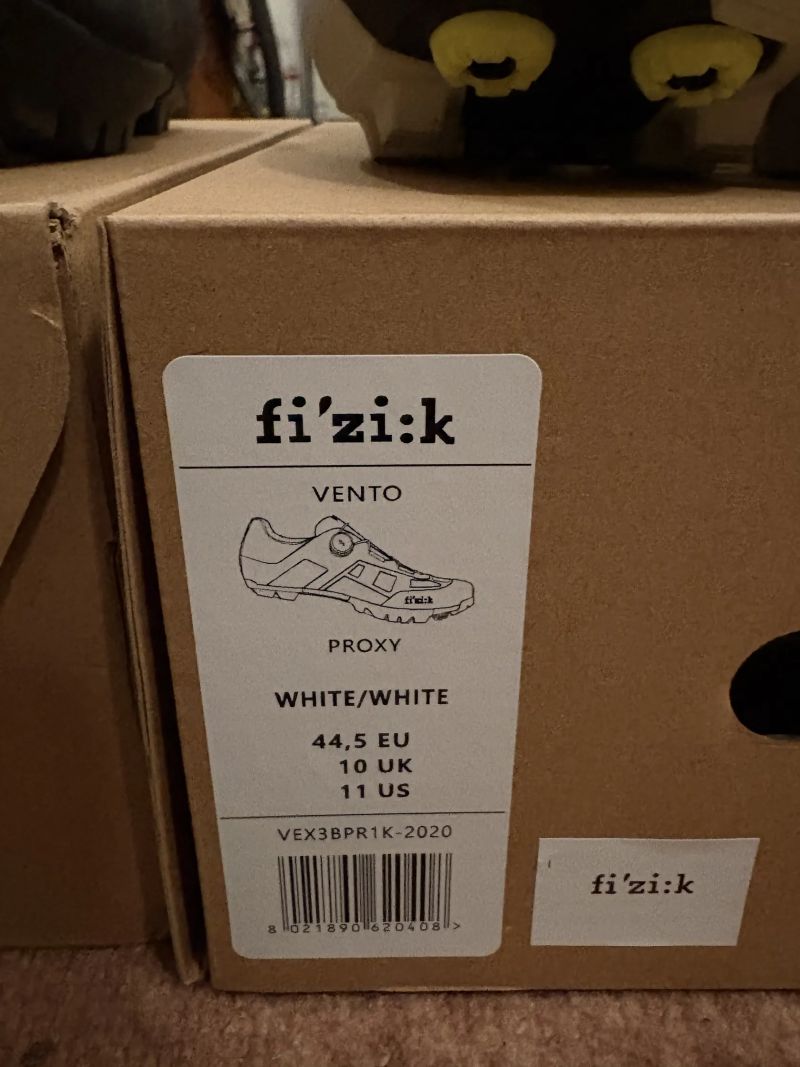 fi'zi:k
VENTO
fi'zi:k
PROXY
WHITE/WHITE
44,5 EU
10 UK
11 US
VEX3BPR1K-2020
8 021890 620408 >
fi'zi:k